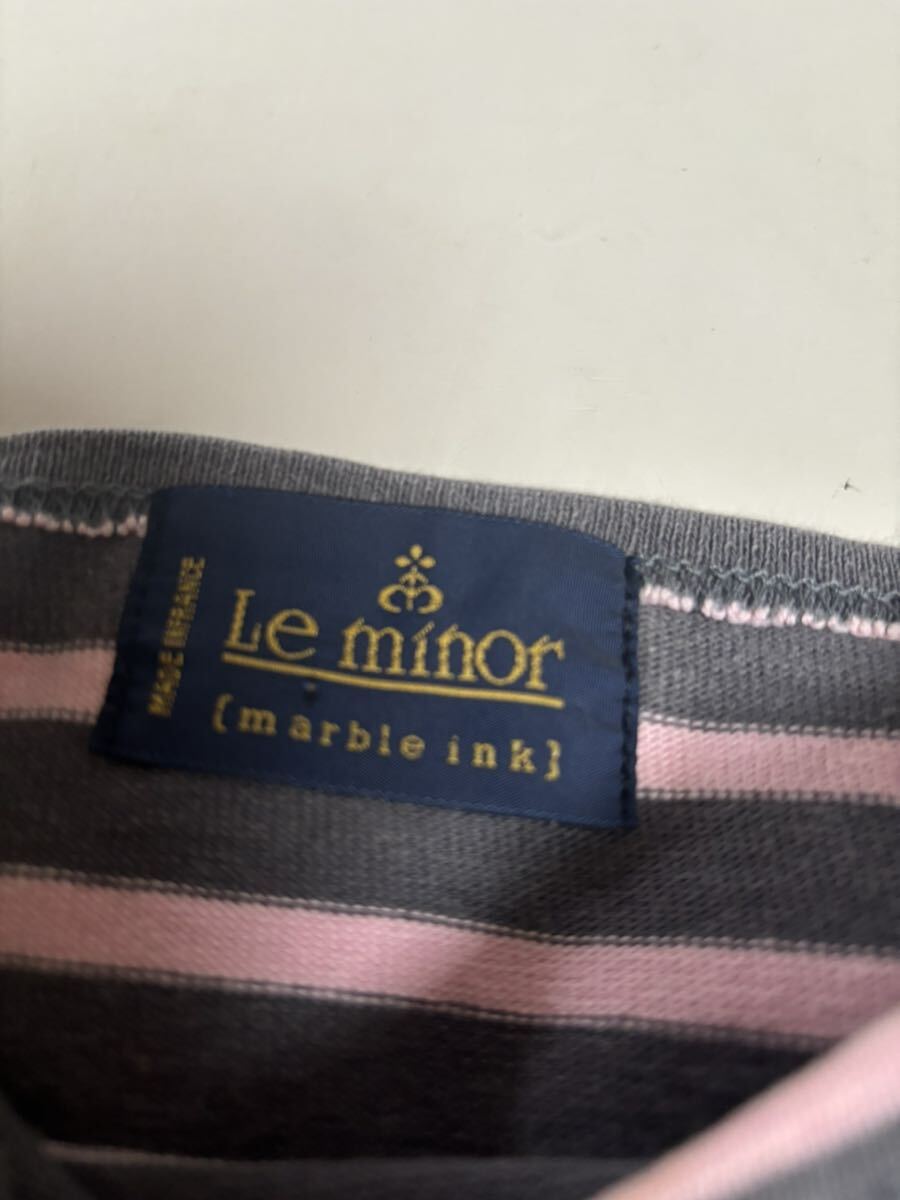 MADE IN FRANCE
Le minor
{marble ink}